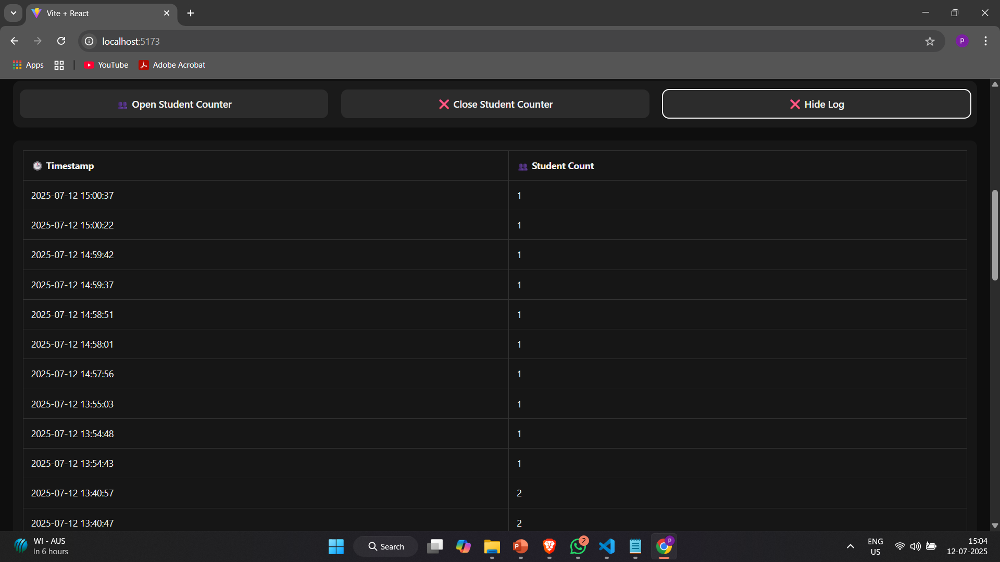 Vite + React
localhost:5173
P
Apps
YouTube
Adobe Acrobat
Open Student Counter
Close Student Counter
Hide Log
Timestamp
Student Count
2025-07-12 15:00:37
1
2025-07-12 15:00:22
1
2025-07-12 14:59:42
1
2025-07-12 14:59:37
1
2025-07-12 14:58:51
1
2025-07-12 14:58:01
1
2025-07-12 14:57:56
1
2025-07-12 13:55:03
1
2025-07-12 13:54:48
1
2025-07-12 13:54:43
1
2025-07-12 13:40:57
2
2025-07-12 13:40:47
2
WI - AUS
In 6 hours
Search
P
2
P
ENG
US
15:04
12-07-2025